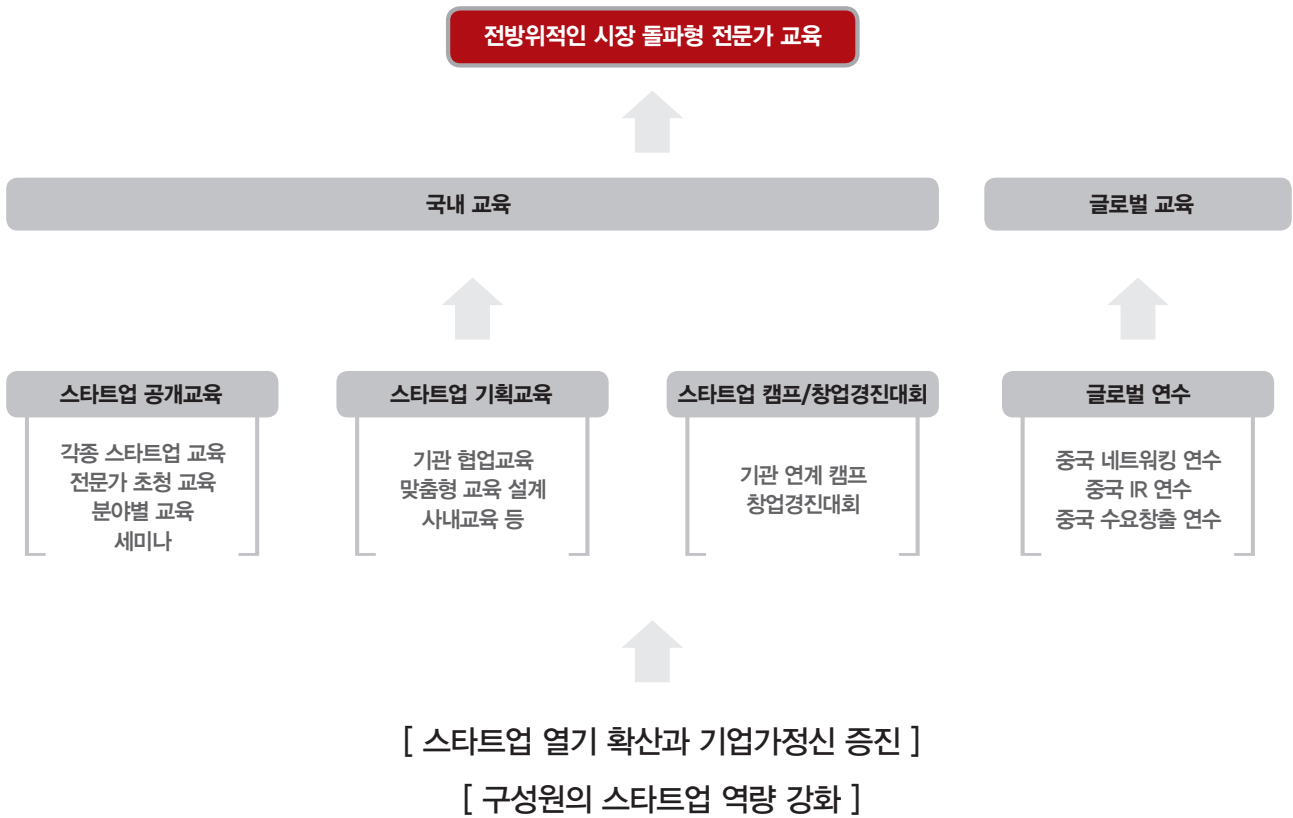 전방위적인 시장 돌파형 전문가 교육
국내 교육
글로벌 교육
스타트업 공개교육
각종 스타트업 교육
전문가 초청 교육
분야별 교육
세미나
스타트업 기획교육
기관 협업교육
맞춤형 교육 설계
사내교육 등
스타트업 캠프/창업경진대회
기관 연계 캠프
창업경진대회
글로벌 연수
중국 네트워킹 연수
중국 IR 연수
중국 수요창출 연수
[ 스타트업 열기 확산과 기업가정신 증진 ]
[ 구성원의 스타트업 역량 강화 ]